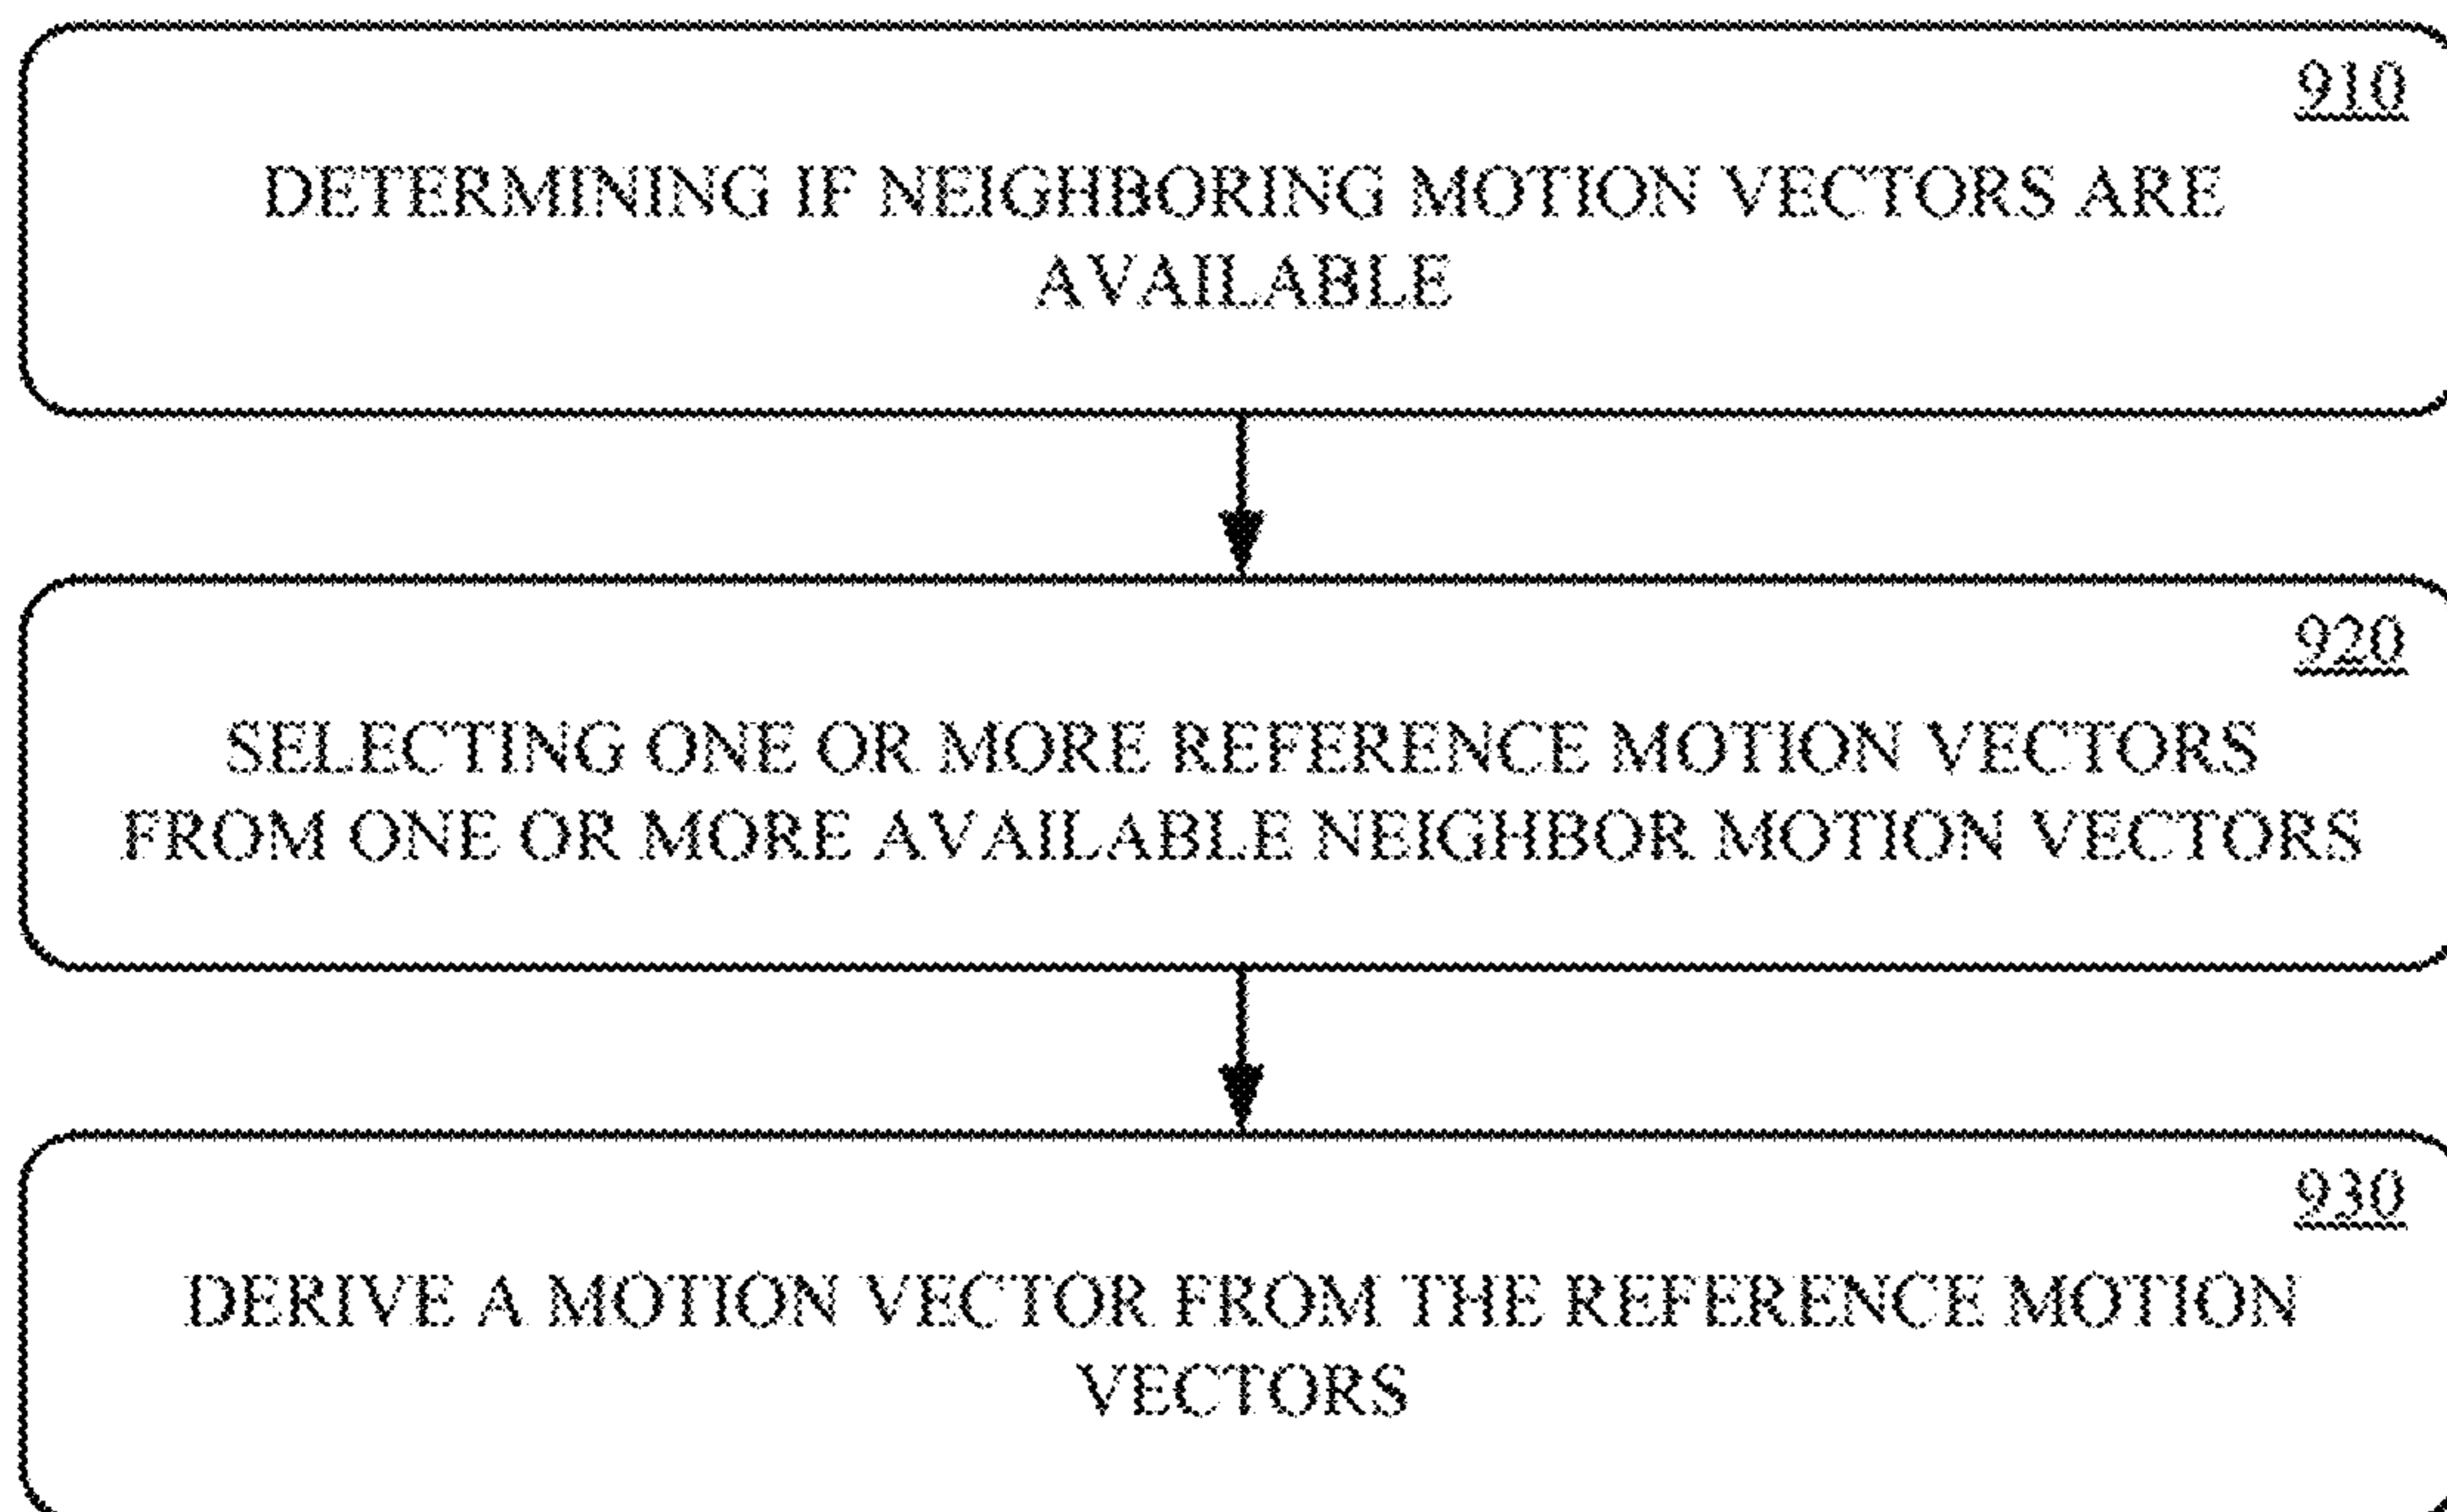 910
DETERMINING IF NEIGHBORING MOTION VECTORS ARE
AVAILABLE
920
SELECTING ONE OR MORE REFERENCE MOTION VECTORS
FROM ONE OR MORE AVAILABLE NEIGHBOR MOTION VECTORS
930
DERIVE A MOTION VECTOR FROM THE REFERENCE MOTION
VECTORS